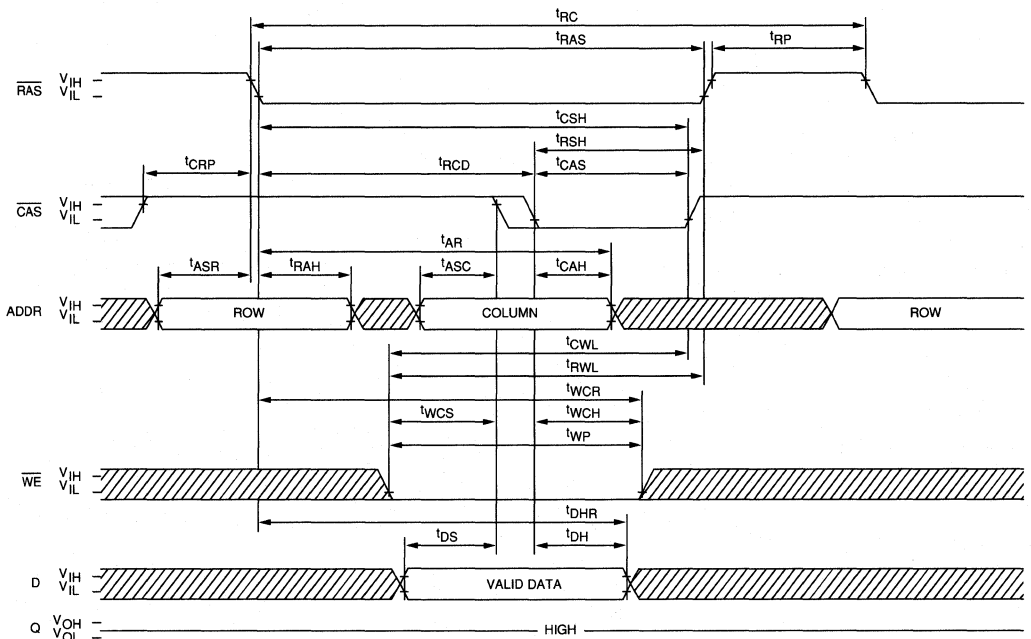 tRC
tRAS
tRP
RAS VIH
VIL
tCSH
tRSH
tCRP tRCD tCAS
CAS VIH
VIL
tAR
tASR tRAH tASC tCAH
ADDR VIH
VIL
ROW COLUMN ROW
tCWL
tRWL
tWCR
tWCS tWCH
tWP
WE VIH
VIL
tDHR
tDS tDH
D VIH
VIL
VALID DATA
Q VOH
VOL
HIGH